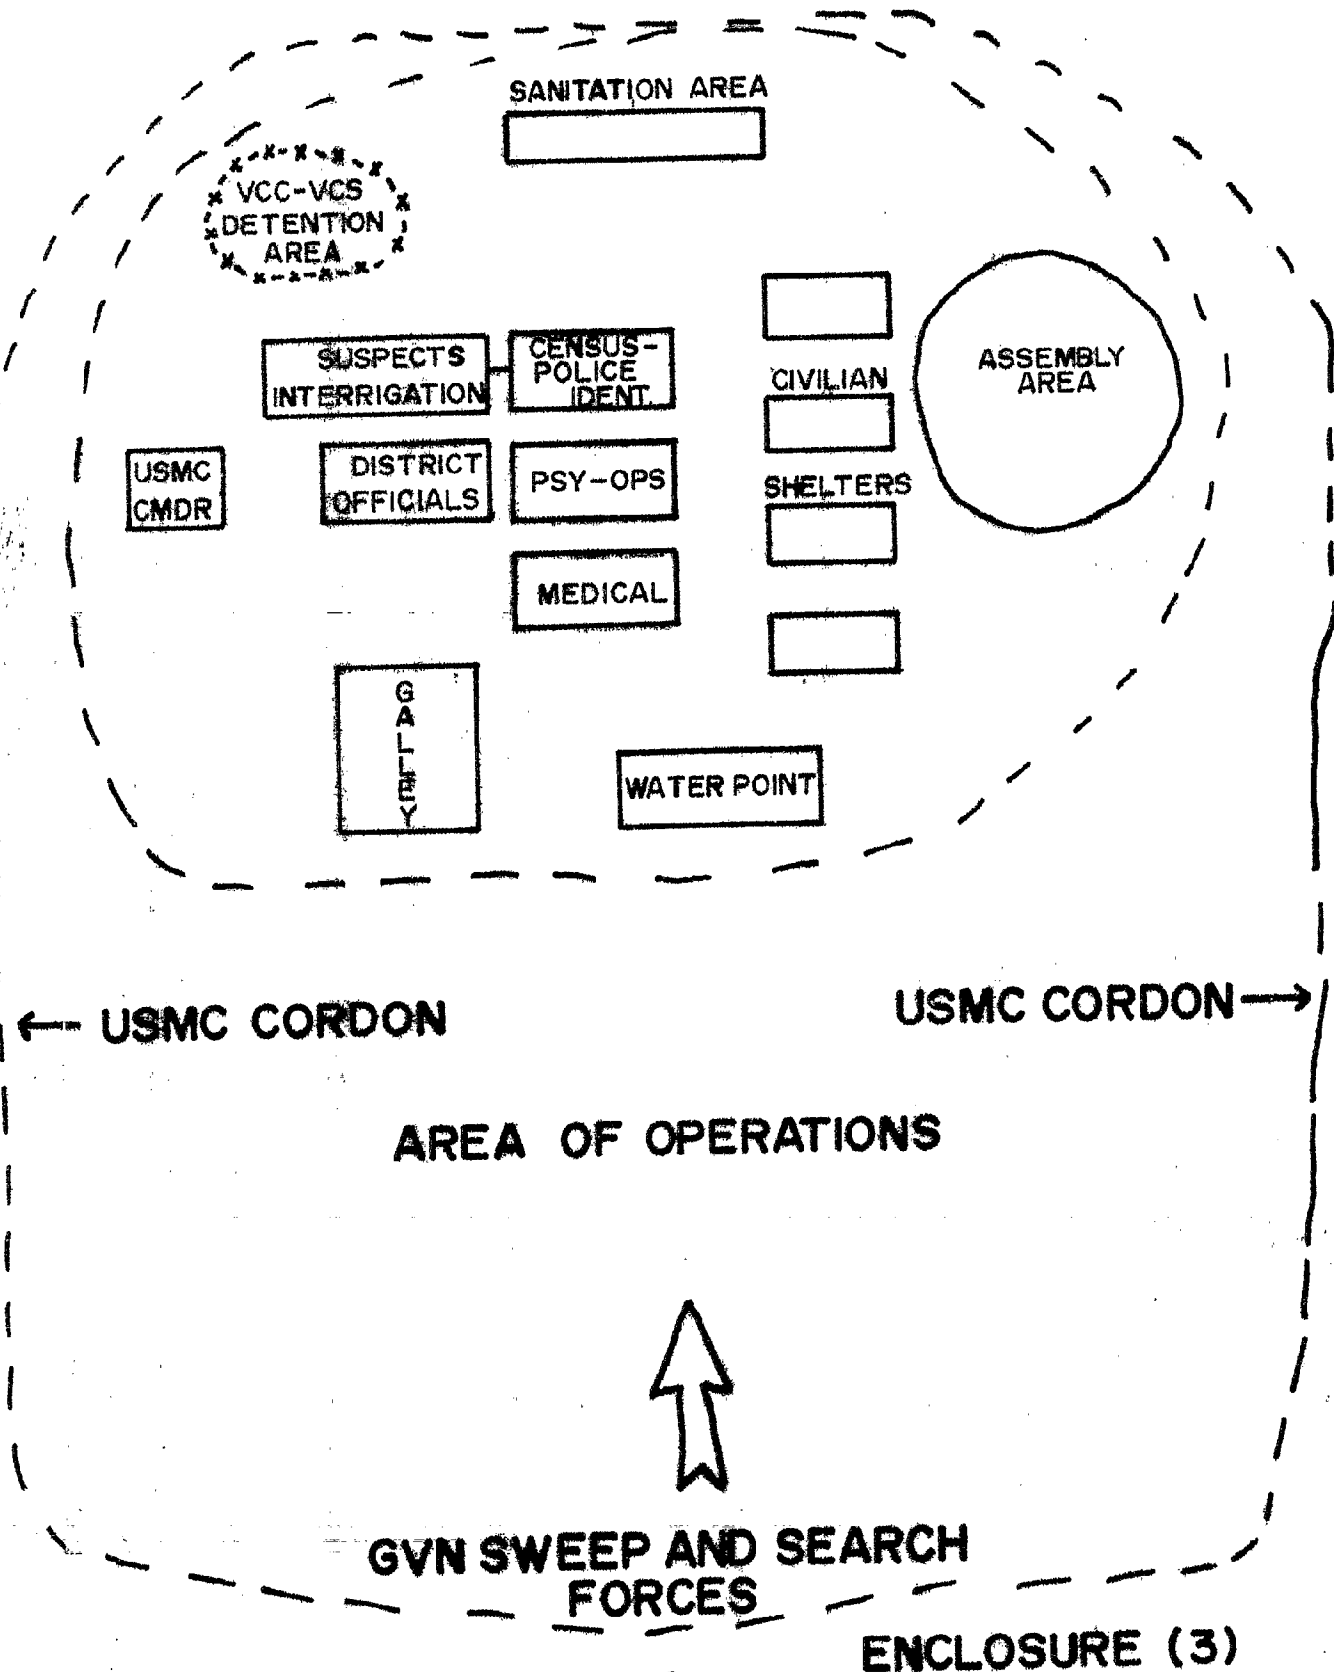 SANITATION AREA
VCC-VCS
DETENTION
AREA
SUSPECTS
INTERRIGATION
CENSUS-
POLICE
IDENT.
CIVILIAN
SHELTERS
ASSEMBLY
AREA
USMC
CMDR
DISTRICT
OFFICIALS
PSY-OPS
MEDICAL
GALLEY
WATER POINT
← USMC CORDON
USMC CORDON →
AREA OF OPERATIONS
GVN SWEEP AND SEARCH
FORCES
ENCLOSURE (3)